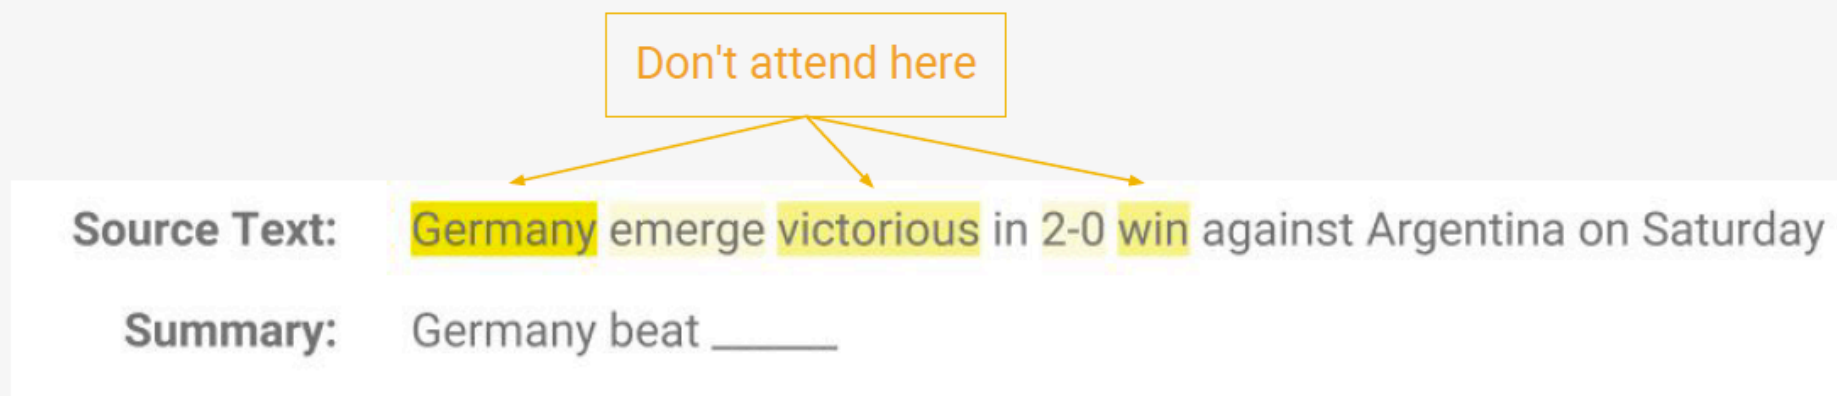 Don't attend here
Source Text: Germany emerge victorious in 2-0 win against Argentina on Saturday
Summary: Germany beat ______